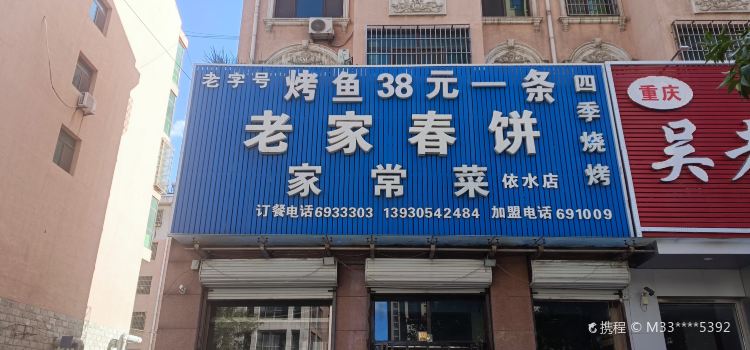 老字号
烤鱼38元一条
四季烧烤
老家春饼
家常菜
依水店
订餐电话6933303 13930542484 加盟电话691009
重庆
吴
携程 © M33****5392